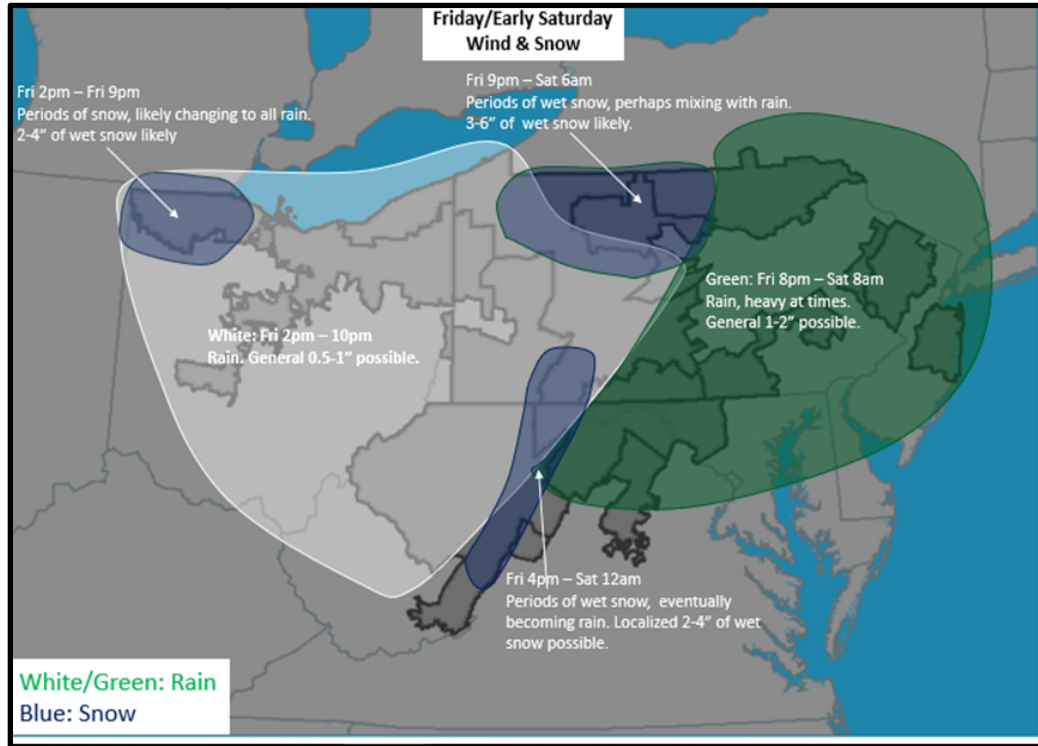 Friday/Early Saturday
Wind & Snow
Fri 2pm – Fri 9pm
Periods of snow, likely changing to all rain.
2-4” of wet snow likely
Fri 9pm – Sat 6am
Periods of wet snow, perhaps mixing with rain.
3-6” of wet snow likely.
White: Fri 2pm – 10pm
Rain. General 0.5-1” possible.
Green: Fri 8pm – Sat 8am
Rain, heavy at times.
General 1-2” possible.
Fri 4pm – Sat 12am
Periods of wet snow, eventually
becoming rain. Localized 2-4” of wet
snow possible.
White/Green: Rain
Blue: Snow